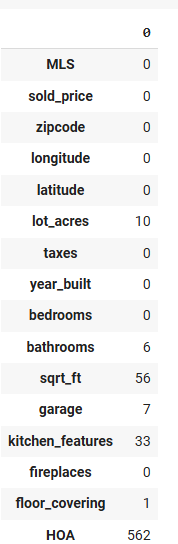 0
MLS 0
sold_price 0
zipcode 0
longitude 0
latitude 0
lot_acres 10
taxes 0
year_built 0
bedrooms 0
bathrooms 6
sqrt_ft 56
garage 7
kitchen_features 33
fireplaces 0
floor_covering 1
HOA 562